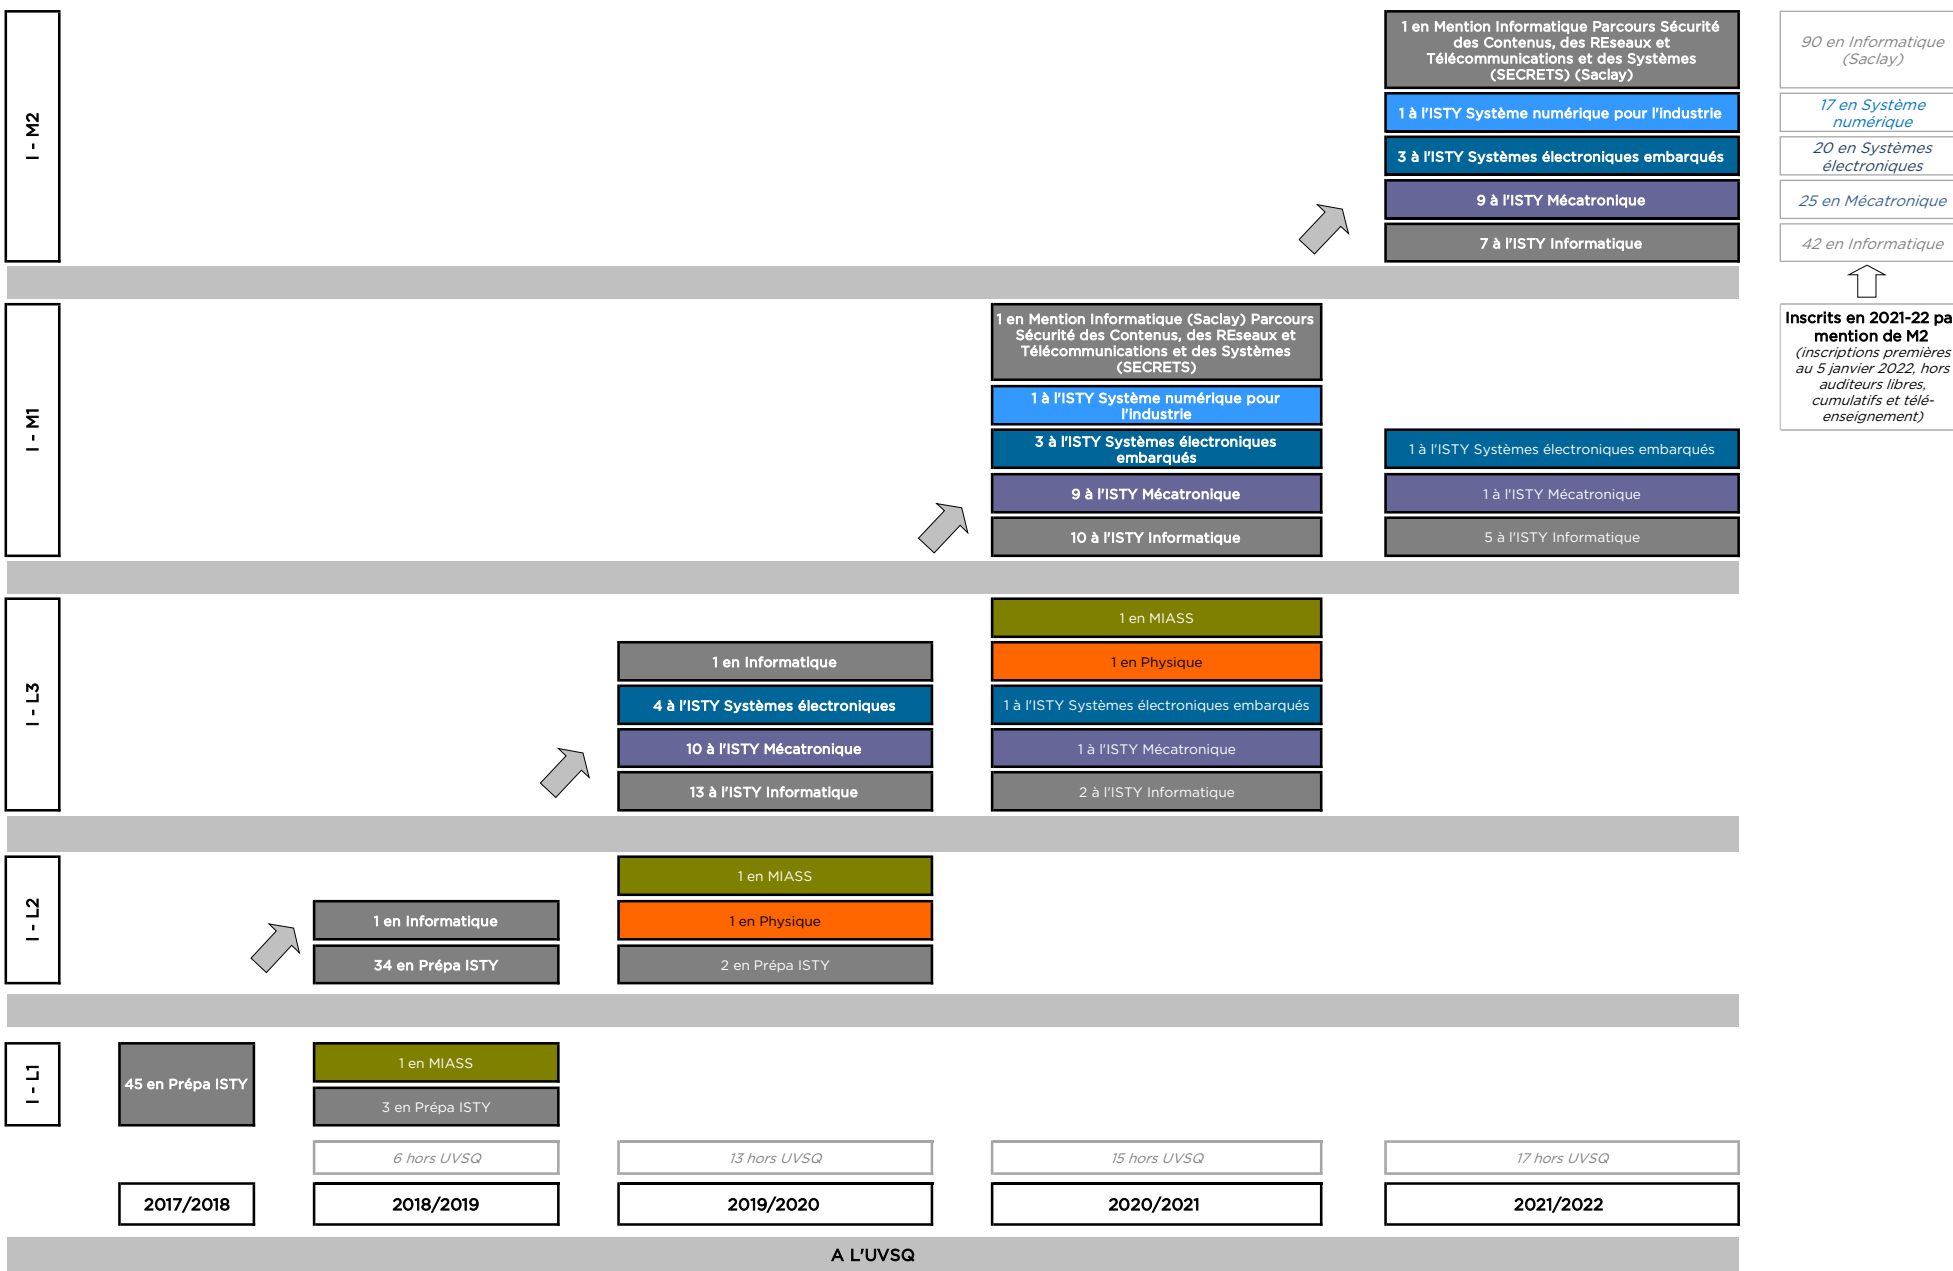 I - M2
1 en Mention Informatique Parcours Sécurité
des Contenus, des REseaux et
Télécommunications et des Systèmes
(SECRETS) (Saclay)
1 à l'ISTY Système numérique pour l'industrie
3 à l'ISTY Systèmes électroniques embarqués
9 à l'ISTY Mécatronique
7 à l'ISTY Informatique
90 en Informatique
(Saclay)
17 en Système
numérique
20 en Systèmes
électroniques
25 en Mécatronique
42 en Informatique
Inscrits en 2021-22 pa
mention de M2
(inscriptions premières
au 5 janvier 2022, hors
auditeurs libres,
cumulatifs et télé-
enseignement)
I - M1
1 en Mention Informatique (Saclay) Parcours
Sécurité des Contenus, des REseaux et
Télécommunications et des Systèmes
(SECRETS)
1 à l'ISTY Système numérique pour
l'industrie
3 à l'ISTY Systèmes électroniques
embarqués
9 à l'ISTY Mécatronique
10 à l'ISTY Informatique
1 à l'ISTY Systèmes électroniques embarqués
1 à l'ISTY Mécatronique
5 à l'ISTY Informatique
I - L3
1 en Informatique
4 à l'ISTY Systèmes électroniques
10 à l'ISTY Mécatronique
13 à l'ISTY Informatique
1 en MIASS
1 en Physique
1 à l'ISTY Systèmes électroniques embarqués
1 à l'ISTY Mécatronique
2 à l'ISTY Informatique
I - L2
1 en Informatique
34 en Prépa ISTY
1 en MIASS
1 en Physique
2 en Prépa ISTY
I - L1
45 en Prépa ISTY
1 en MIASS
3 en Prépa ISTY
6 hors UVSQ
13 hors UVSQ
15 hors UVSQ
17 hors UVSQ
2017/2018
2018/2019
2019/2020
2020/2021
2021/2022
A L'UVSQ